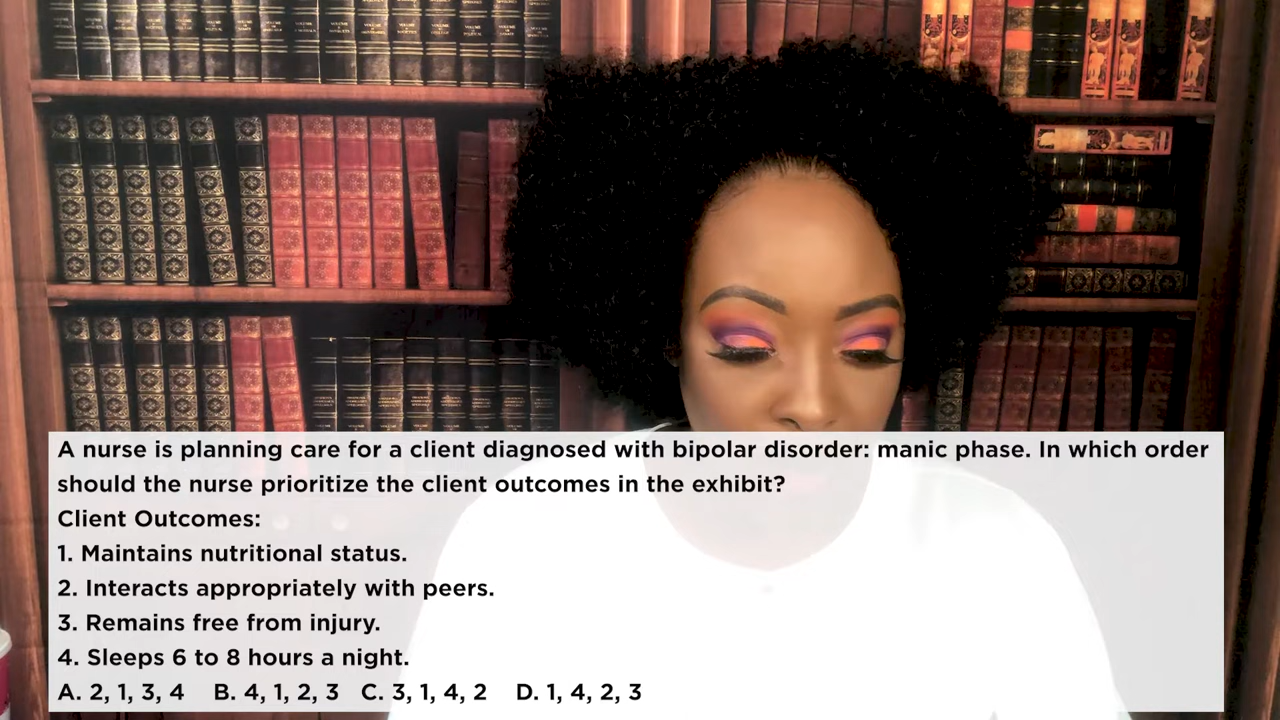 A nurse is planning care for a client diagnosed with bipolar disorder: manic phase. In which order
should the nurse prioritize the client outcomes in the exhibit?
Client Outcomes:
1. Maintains nutritional status.
2. Interacts appropriately with peers.
3. Remains free from injury.
4. Sleeps 6 to 8 hours a night.
A. 2, 1, 3, 4 B. 4, 1, 2, 3 C. 3, 1, 4, 2 D. 1, 4, 2, 3